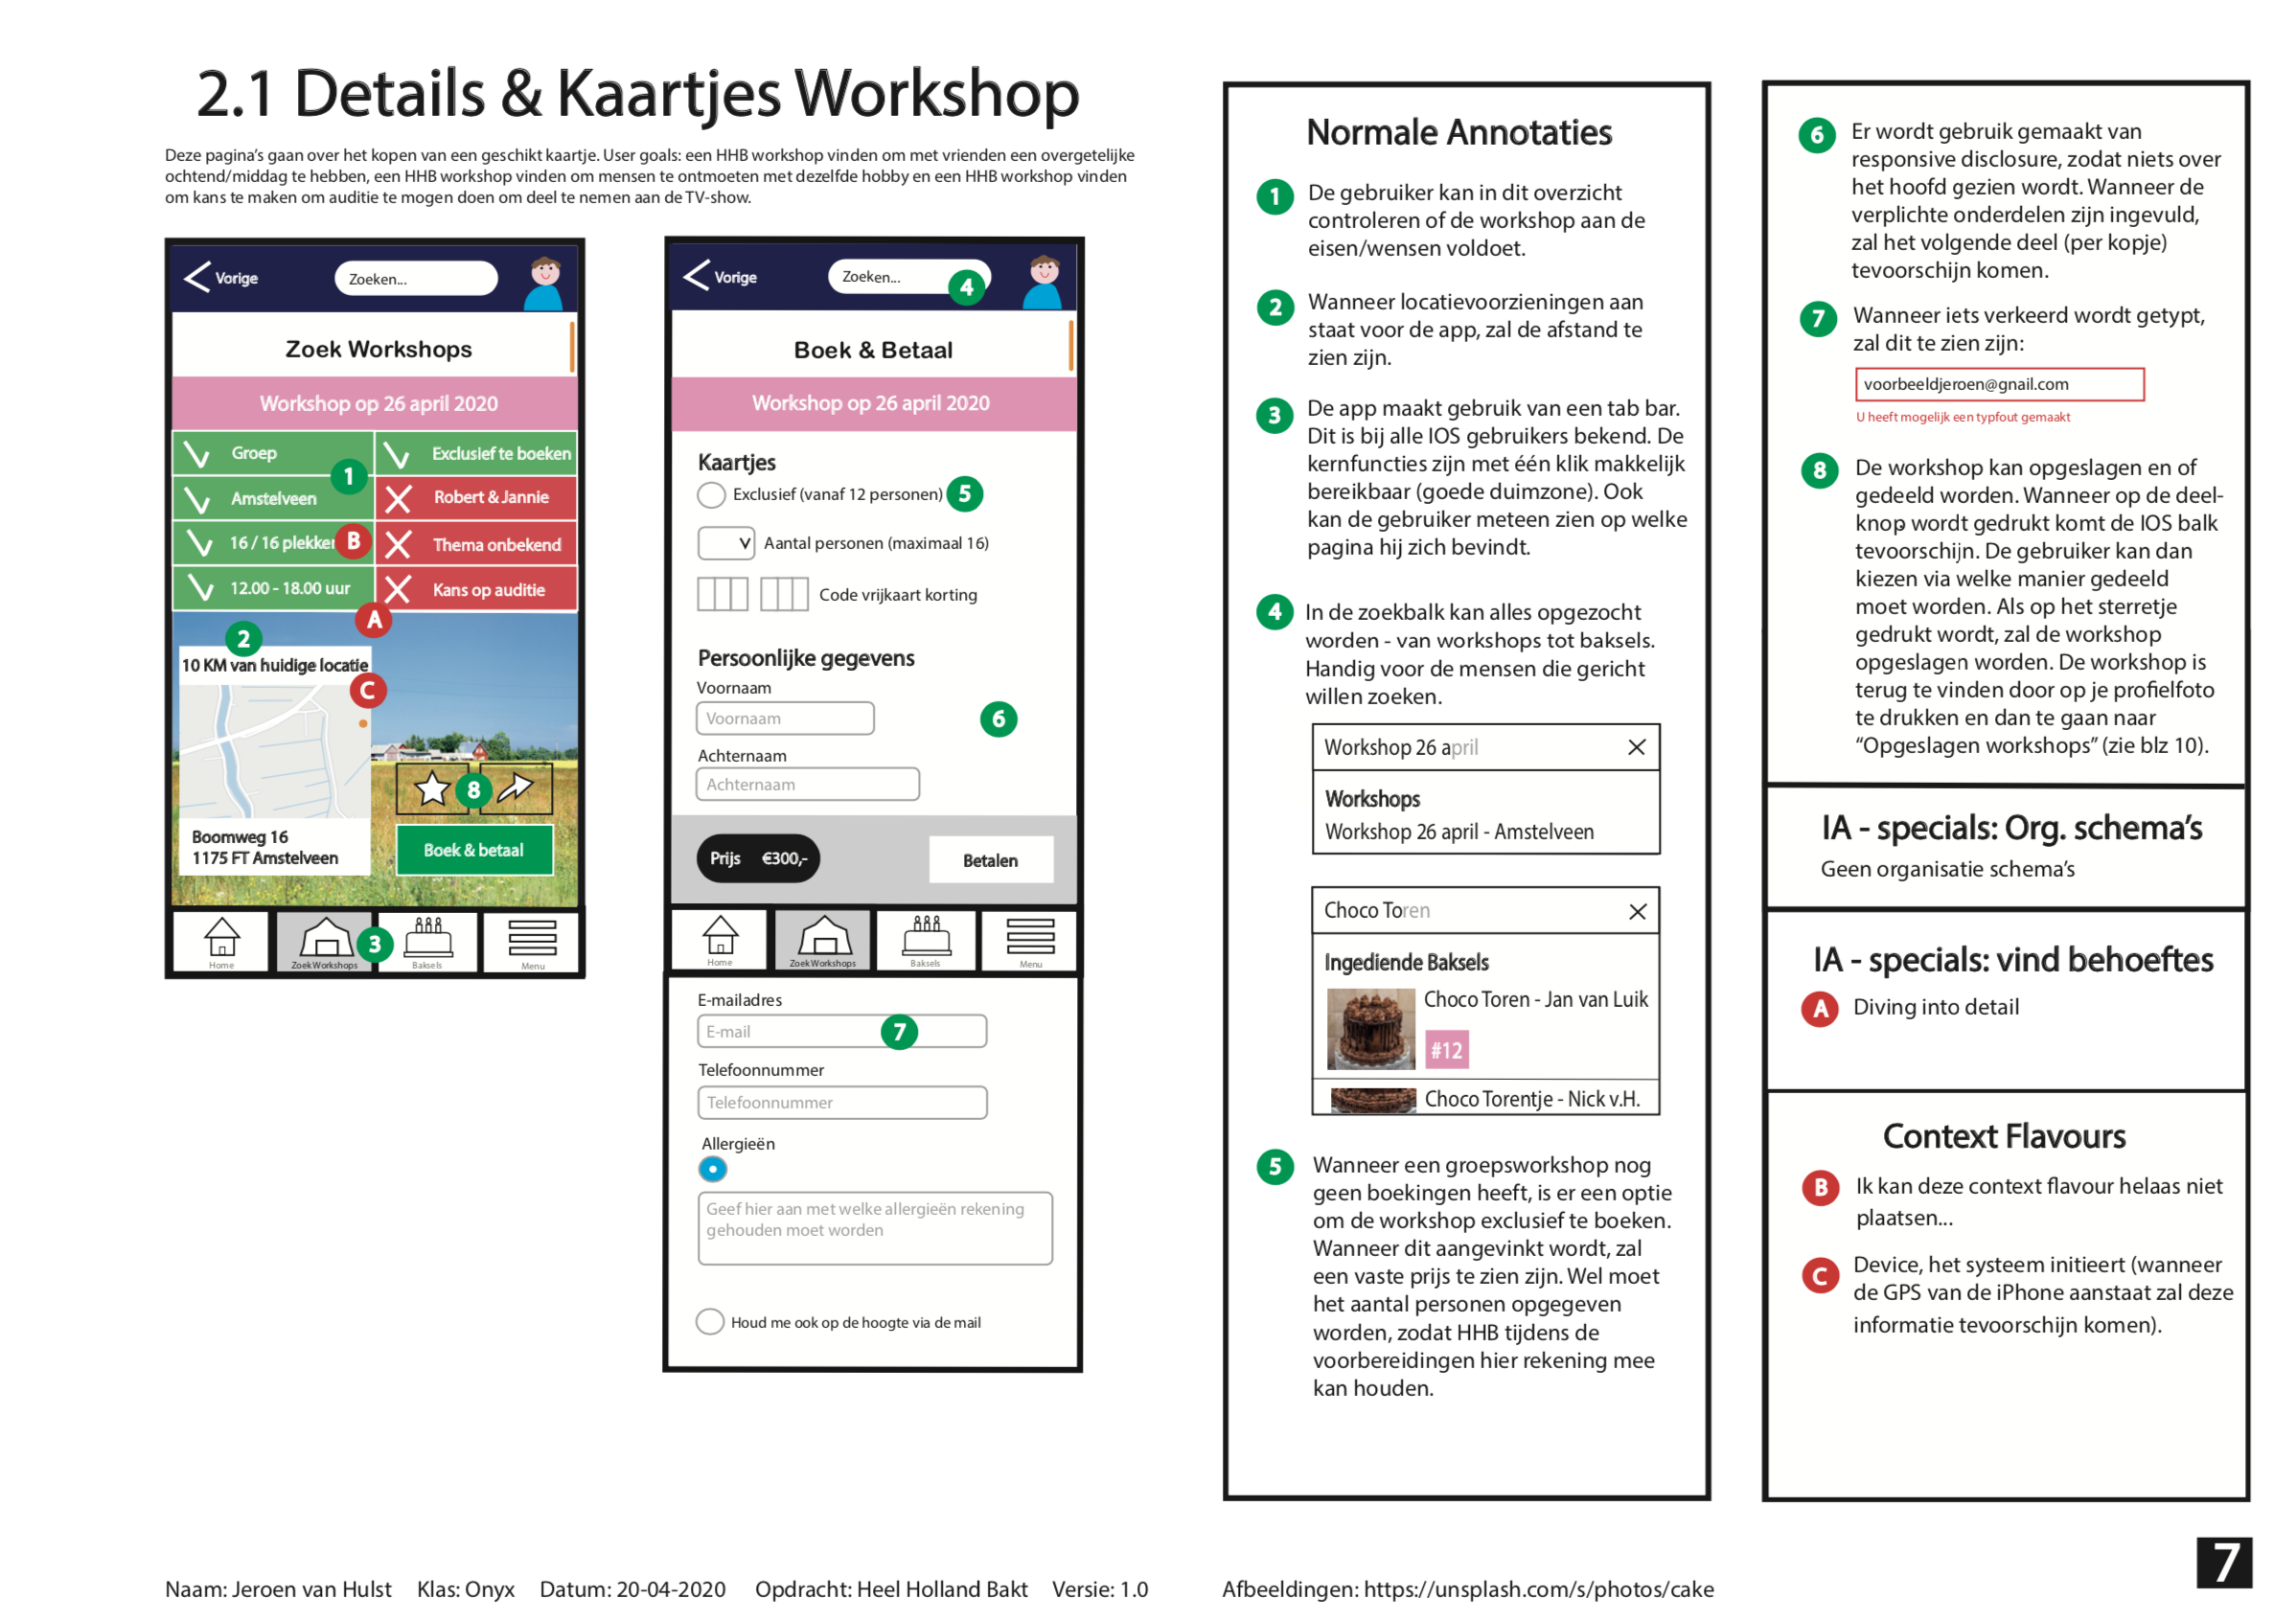 2.1 Details & Kaartjes Workshop
Deze pagina's gaan over het kopen van een geschikt kaartje. User goals: een HHB workshop vinden om met vrienden een overgetelijke
ochtend/middag te hebben, een HHB workshop vinden om mensen te ontmoeten met dezelfde hobby en een HHB workshop vinden
om kans te maken om auditie te mogen doen om deel te nemen aan de TV-show.
Vorige
Zoeken...
Zoek Workshops
Workshop op 26 april 2020
Groep
Exclusief te boeken
1
Amstelveen
Robert & Jannie
16 / 16 plekken
B
Thema onbekend
12.00 - 18.00 uur
Kans op auditie
A
2
10 KM van huidige locatie
C
8
Boomweg 16
1175 FT Amstelveen
Boek & betaal
3
Home
Zoek Workshops
Baksels
Menu
Vorige
Zoeken...
4
Boek & Betaal
Workshop op 26 april 2020
Kaartjes
Exclusief (vanaf 12 personen)
5
Aantal personen (maximaal 16)
Code vrijkaart korting
Persoonlijke gegevens
Voornaam
Voornaam
6
Achternaam
Achternaam
Prijs €300,-
Betalen
Home
Zoek Workshops
Baksels
Menu
E-mailadres
E-mail
7
Telefoonnummer
Telefoonnummer
Allergieën
Geef hier aan met welke allergieën rekening
gehouden moet worden
Houd me ook op de hoogte via de mail
Normale Annotaties
1 De gebruiker kan in dit overzicht
controleren of de workshop aan de
eisen/wensen voldoet.
2 Wanneer locatievoorzieningen aan
staat voor de app, zal de afstand te
zien zijn.
3 De app maakt gebruik van een tab bar.
Dit is bij alle IOS gebruikers bekend. De
kernfuncties zijn met één klik makkelijk
bereikbaar (goede duimzone). Ook
kan de gebruiker meteen zien op welke
pagina hij zich bevindt.
4 In de zoekbalk kan alles opgezocht
worden - van workshops tot baksels.
Handig voor de mensen die gericht
willen zoeken.
Workshop 26 april
Workshops
Workshop 26 april - Amstelveen
Choco Toren
Ingediende Baksels
Choco Toren - Jan van Luik
#12
Choco Torentje - Nick v.H.
5 Wanneer een groepsworkshop nog
geen boekingen heeft, is er een optie
om de workshop exclusief te boeken.
Wanneer dit aangevinkt wordt, zal
een vaste prijs te zien zijn. Wel moet
het aantal personen opgegeven
worden, zodat HHB tijdens de
voorbereidingen hier rekening mee
kan houden.
6 Er wordt gebruik gemaakt van
responsive disclosure, zodat niets over
het hoofd gezien wordt. Wanneer de
verplichte onderdelen zijn ingevuld,
zal het volgende deel (per kopje)
tevoorschijn komen.
7 Wanneer iets verkeerd wordt getypt,
zal dit te zien zijn:
voorbeeldjeroen@gnail.com
U heeft mogelijk een typfout gemaakt
8 De workshop kan opgeslagen en of
gedeeld worden. Wanneer op de deel-
knop wordt gedrukt komt de IOS balk
tevoorschijn. De gebruiker kan dan
kiezen via welke manier gedeeld
moet worden. Als op het sterretje
gedrukt wordt, zal de workshop
opgeslagen worden. De workshop is
terug te vinden door op je profielfoto
te drukken en dan te gaan naar
“Opgeslagen workshops” (zie blz 10).
IA - specials: Org. schema's
Geen organisatie schema's
IA - specials: vind behoeftes
A Diving into detail
Context Flavours
B Ik kan deze context flavour helaas niet
plaatsen...
C Device, het systeem initieert (wanneer
de GPS van de iPhone aanstaat zal deze
informatie tevoorschijn komen).
7
Naam: Jeroen van Hulst Klas: Onyx Datum: 20-04-2020 Opdracht: Heel Holland Bakt Versie: 1.0 Afbeeldingen: https://unsplash.com/s/photos/cake